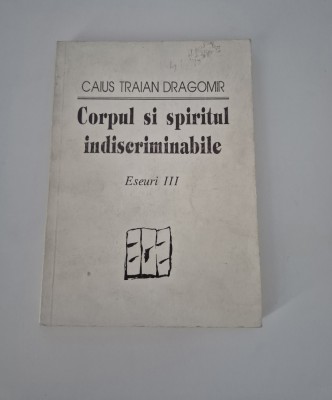 CAIUS TRAIAN DRAGOMIR
Corpul si spiritul
indiscriminabile
Eseuri III